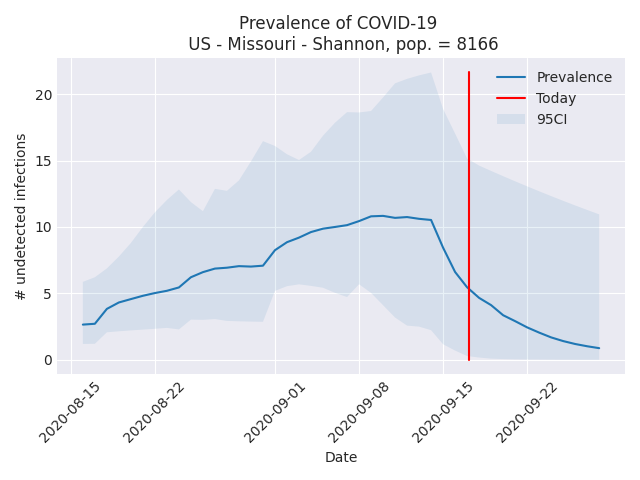 Prevalence of COVID-19
US - Missouri - Shannon, pop. = 8166
Prevalence
Today
95CI
# undetected infections
20
15
10
5
0
2020-08-15
2020-08-22
2020-09-01
2020-09-08
2020-09-15
2020-09-22
Date